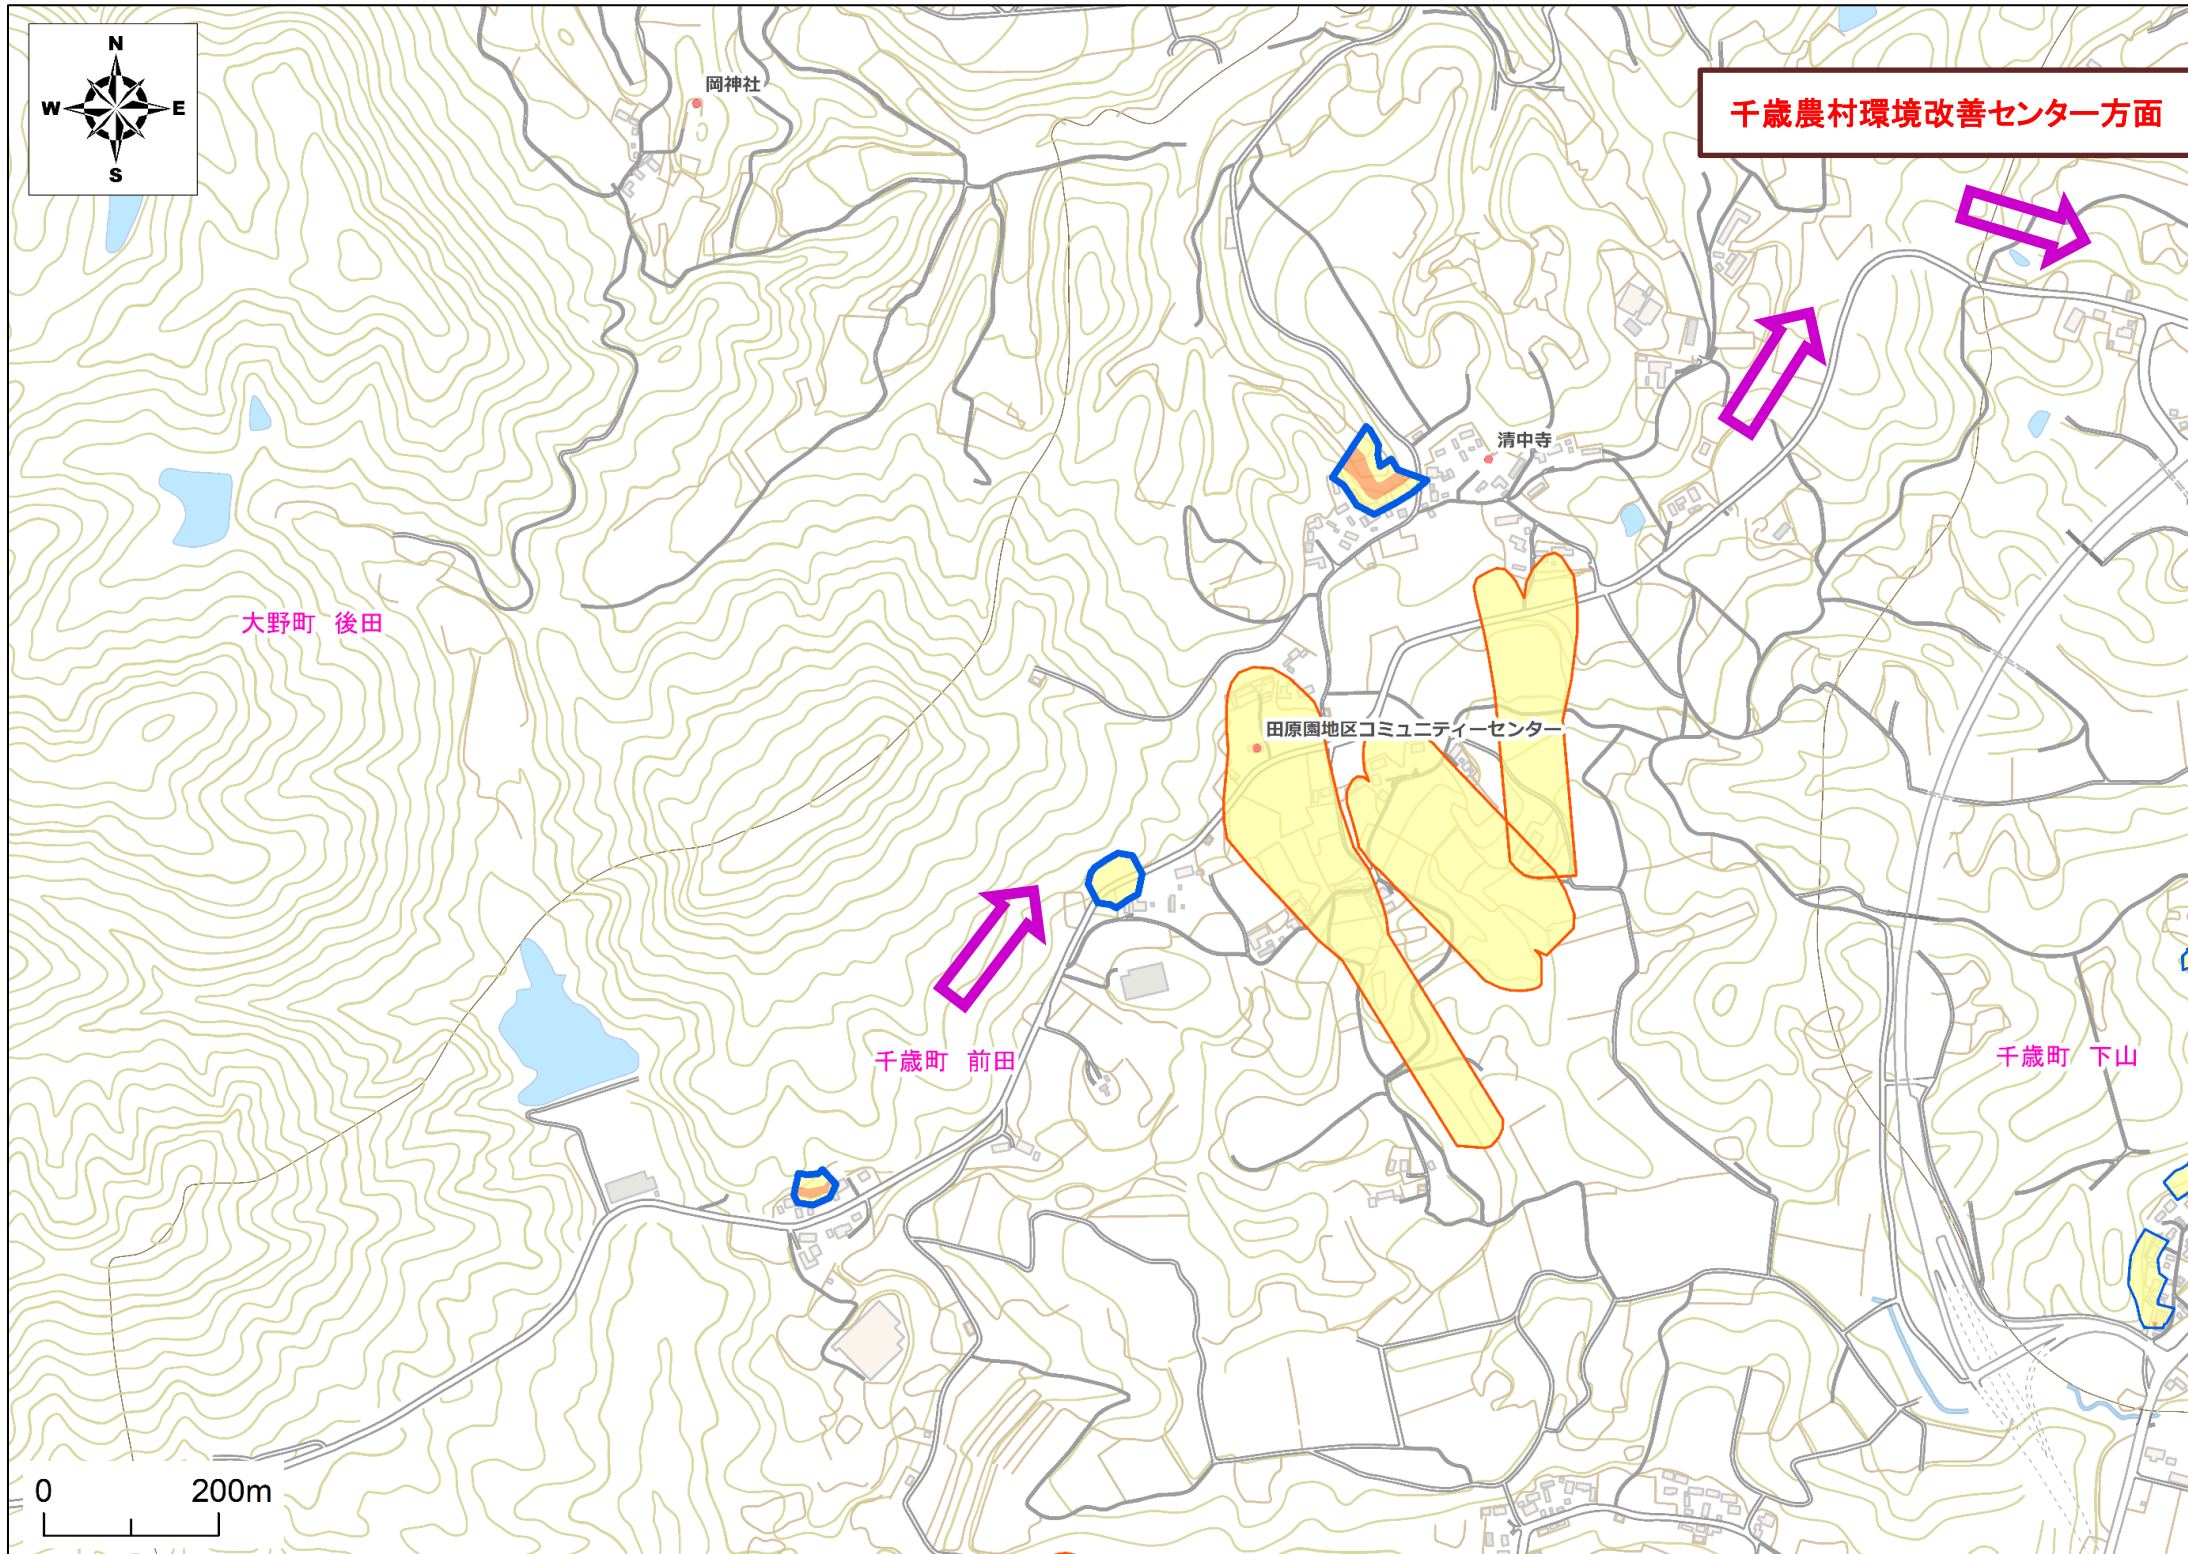 N
W E
S
岡神社
千歳農村環境改善センター方面
清中寺
大野町 後田
田原園地区コミュニティーセンター
千歳町 前田
千歳町 下山
0 200m